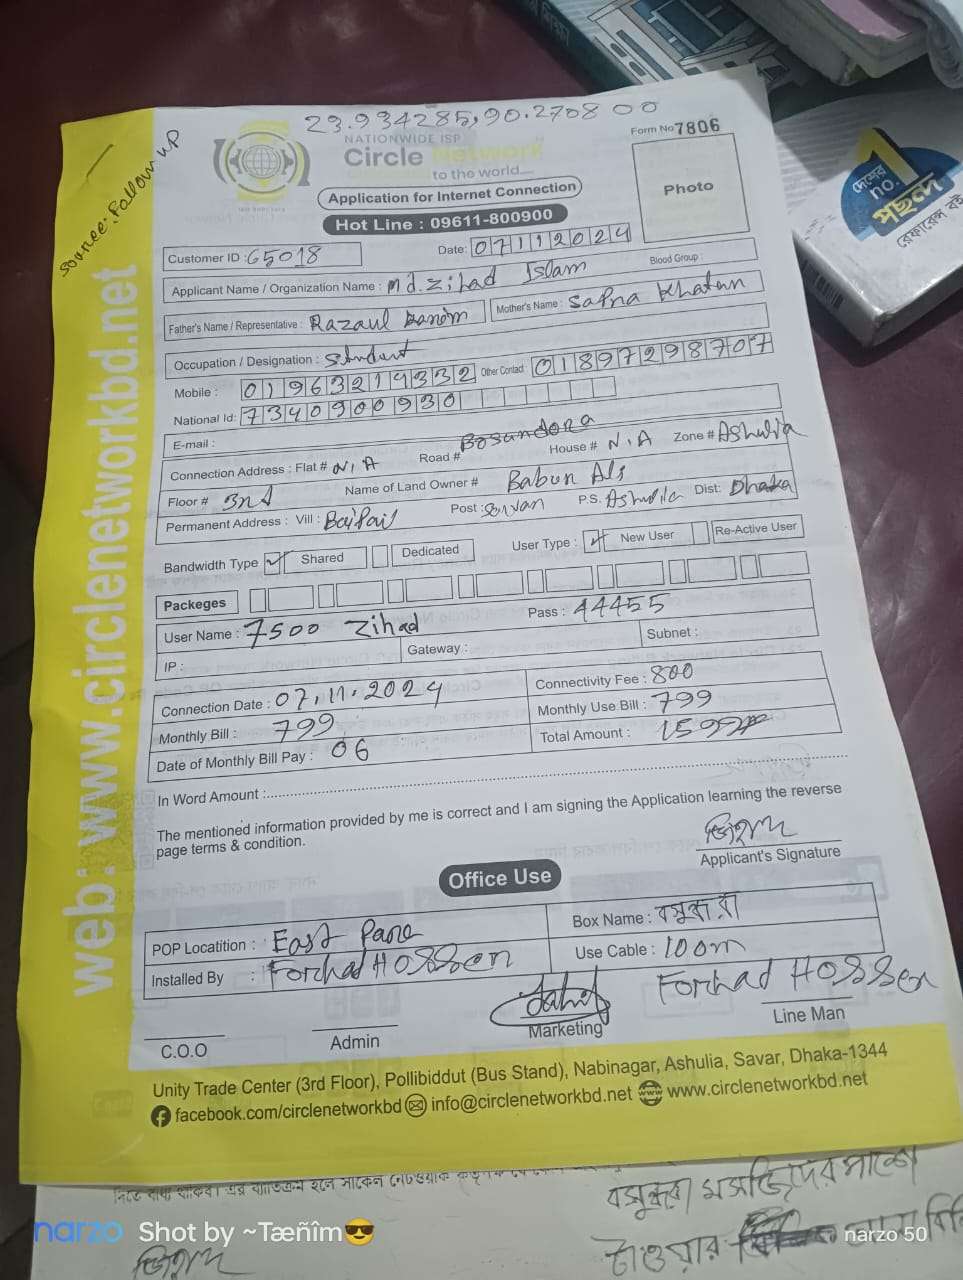 23.934285,90.270800
source: Follow up
NATIONWIDE ISP
Form No 7806
Circle Network
to the world....
Application for Internet Connection
Photo
Hot Line : 09611-800900
Customer ID : 65018
Date: 07112024
Applicant Name / Organization Name : Md. Zihad Islam
Blood Group :
Father's Name / Representative : Razaul Karim
Mother's Name : Sapna Khatun
Occupation / Designation : Student
Mobile : 01963214332
Other Contact : 01897298707
National Id: 7340900930
E-mail :
Connection Address : Flat # N/A Road # Bosundora House # N/A Zone # Ashulia
Floor # 3rd Name of Land Owner # Babun Ali
Permanent Address : Vill : Baipail Post : Savar P.S. Ashulia Dist: Dhaka
Bandwidth Type Shared Dedicated User Type : New User Re-Active User
Packeges
User Name : 7500 Zihad Pass : 44455
IP : Gateway : Subnet :
Connection Date : 07.11.2024 Connectivity Fee : 800
Monthly Bill : 799 Monthly Use Bill : 799
Date of Monthly Bill Pay : 06 Total Amount :
In Word Amount :
The mentioned information provided by me is correct and I am signing the Application learning the reverse
page terms & condition.
জিহাদ
Applicant's Signature
Office Use
POP Locatition : East Para Box Name : বসুন্ধরা
Installed By : Forhad HOSSen Use Cable : 100m
Forhad HOSSen
C.O.O Admin Marketing Line Man
Unity Trade Center (3rd Floor), Pollibiddut (Bus Stand), Nabinagar, Ashulia, Savar, Dhaka-1344
facebook.com/circlenetworkbd info@circlenetworkbd.net www.circlenetworkbd.net
web:www.circlenetworkbd.net
দেশের
no. 1
পছন্দ
রেফারেন্স বই
বসুন্ধরা মসজিদের পাশে
টাওয়ার
জিহাদ
narzo Shot by ~Tæñîm😎 narzo 50